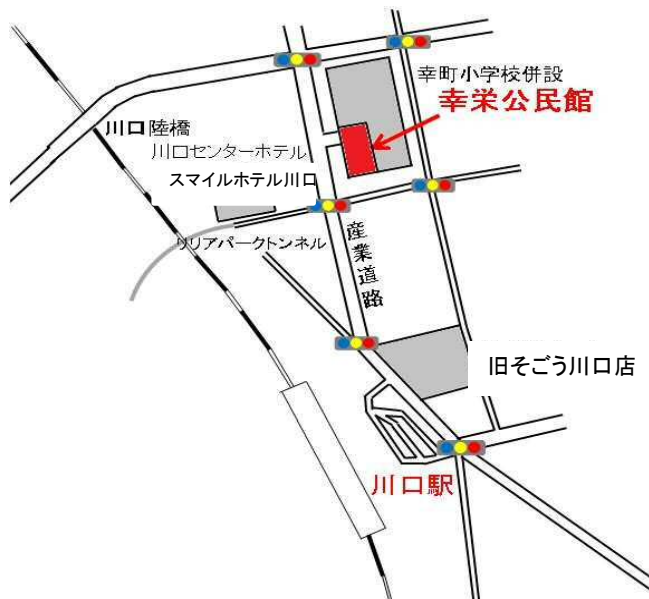 幸町小学校併設
幸栄公民館
川口陸橋
川口センターホテル
スマイルホテル川口
リリアパークトンネル
産業道路
旧そごう川口店
川口駅